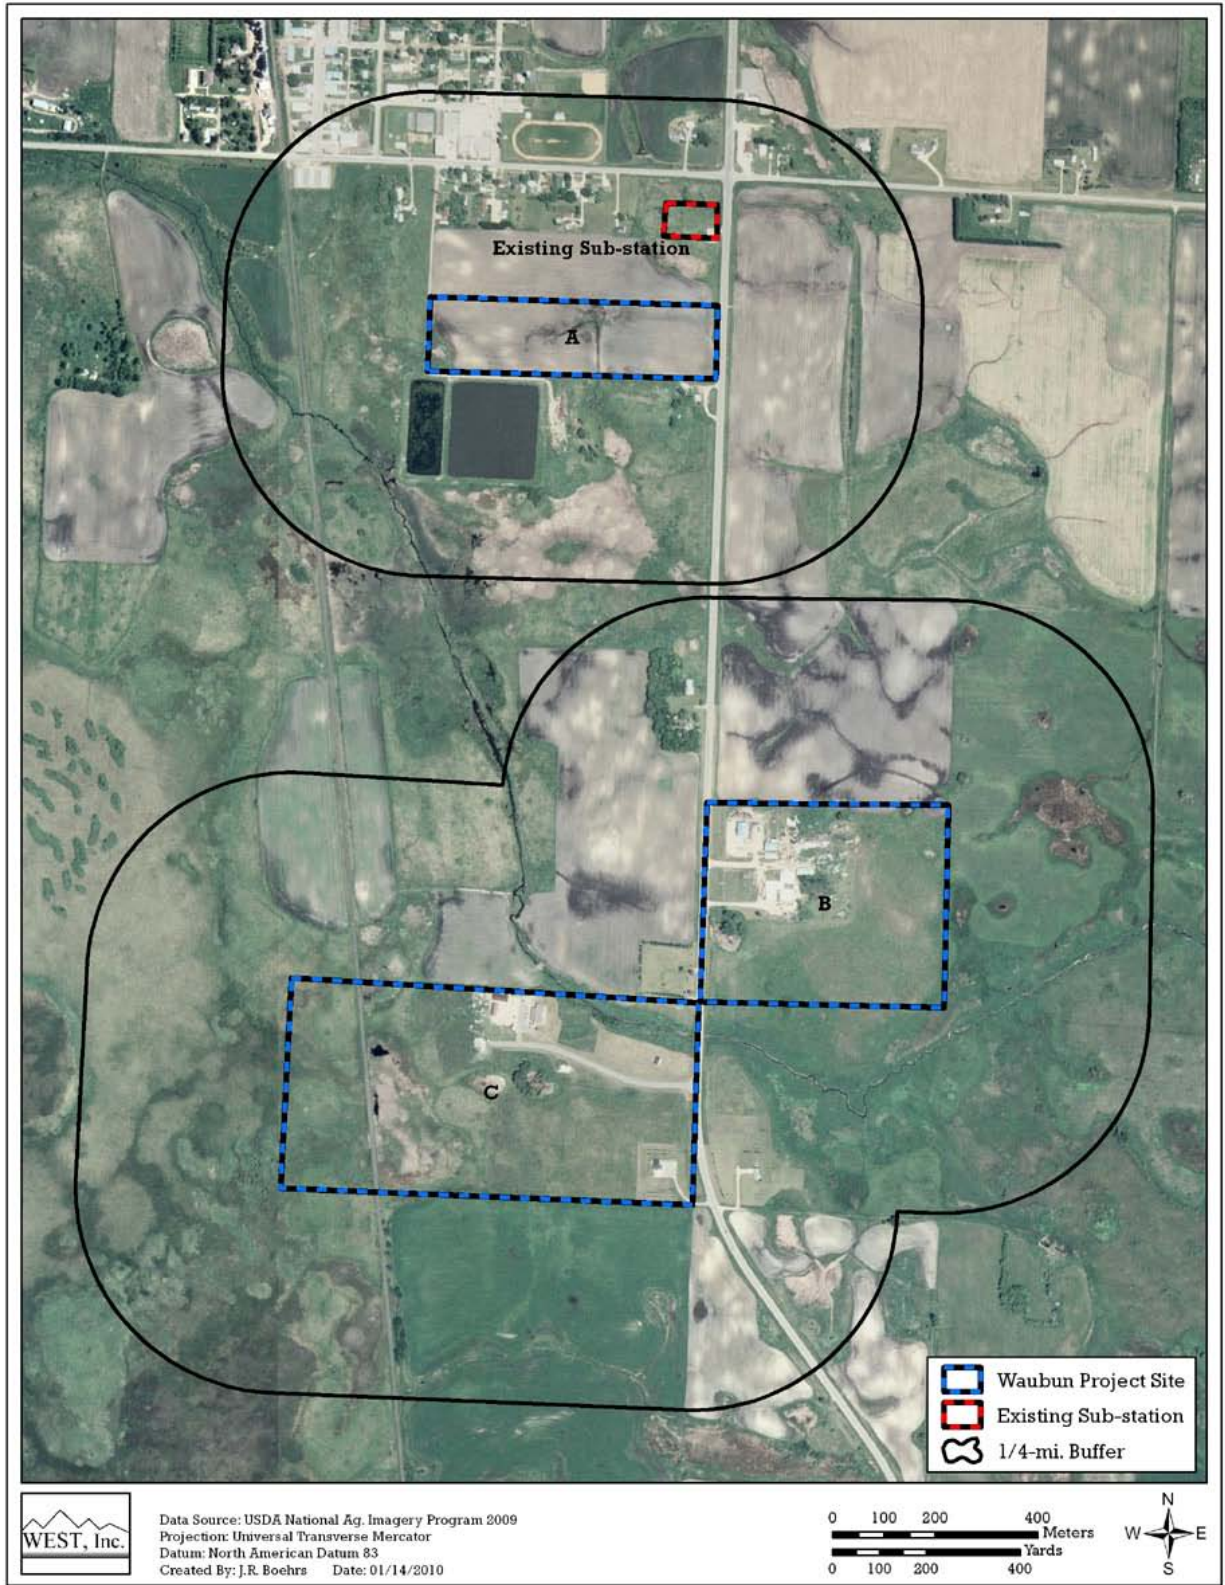 Existing Sub-station
A
B
C
Waubun Project Site
Existing Sub-station
1/4-mi. Buffer
WEST, Inc.
Data Source: USDA National Ag. Imagery Program 2009
Projection: Universal Transverse Mercator
Datum: North American Datum 83
Created By: J.R. Boehrs Date: 01/14/2010
0 100 200 400
Meters
Yards
0 100 200 400
N
W E
S